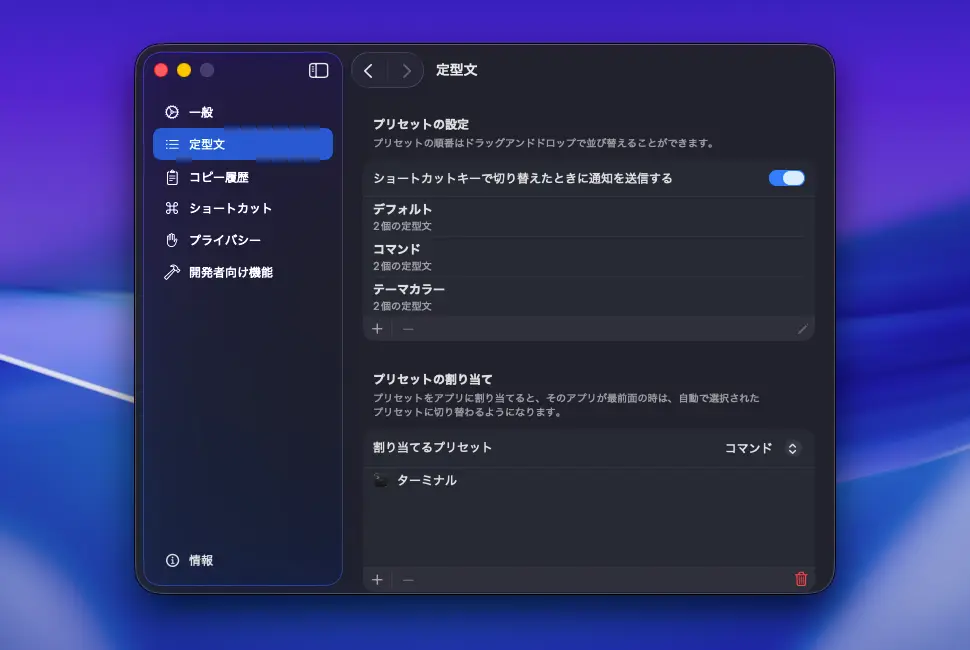 定型文
一般
定型文
コピー履歴
ショートカット
プライバシー
開発者向け機能
情報
プリセットの設定
プリセットの順番はドラッグアンドドロップで並び替えることができます。
ショートカットキーで切り替えたときに通知を送信する
デフォルト
2個の定型文
コマンド
2個の定型文
テーマカラー
2個の定型文
プリセットの割り当て
プリセットをアプリに割り当てると、そのアプリが最前面の時は、自動で選択された
プリセットに切り替わるようになります。
割り当てるプリセット コマンド
ターミナル